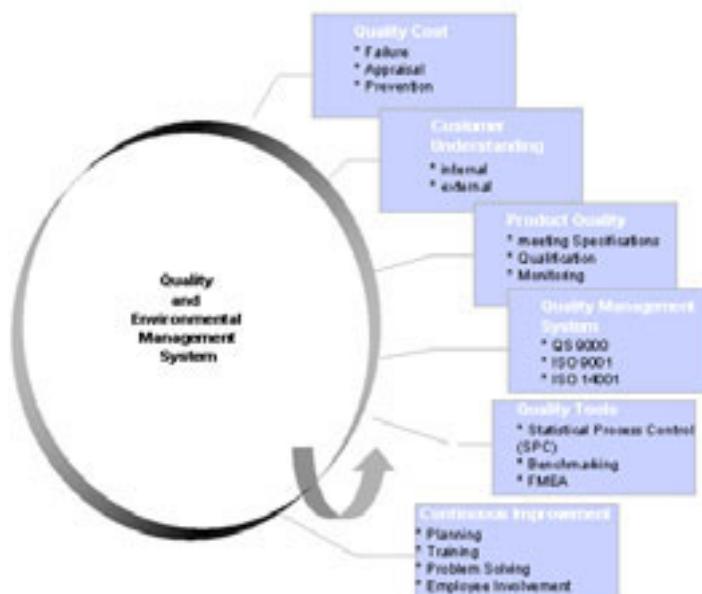 Quality Cost
* Failure
* Appraisal
* Prevention
Customer
Understanding
* internal
* external
Product Quality
* meeting Specifications
* Qualification
* Monitoring
Quality
and
Environmental
Management
System
Quality Management
System
* QS 9000
* ISO 9001
* ISO 14001
Quality Tools
* Statistical Process Control
(SPC)
* Benchmarking
* FMEA
Continuous Improvement
* Planning
* Training
* Problem Solving
* Employee Involvement